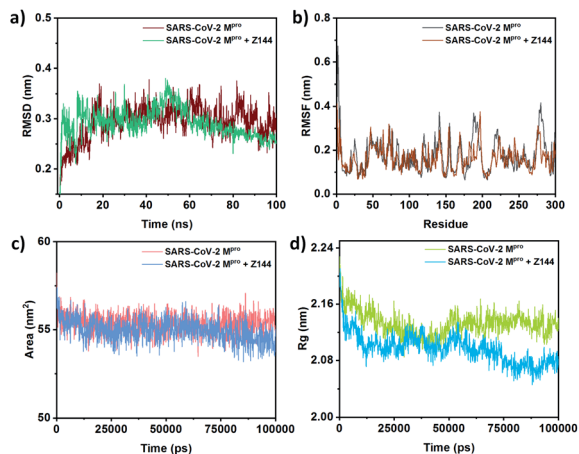 a)
SARS-CoV-2 Mpro
SARS-CoV-2 Mpro + Z144
RMSD (nm)
0.5
0.4
0.3
0.2
0 20 40 60 80 100
Time (ns)
b)
SARS-CoV-2 Mpro
SARS-CoV-2 Mpro + Z144
RMSF (nm)
0.8
0.6
0.4
0.2
0.0
0 50 100 150 200 250 300
Residue
c)
SARS-CoV-2 Mpro
SARS-CoV-2 Mpro + Z144
Area (nm2)
60
55
50
0 25000 50000 75000 100000
Time (ps)
d)
SARS-CoV-2 Mpro
SARS-CoV-2 Mpro + Z144
Rg (nm)
2.24
2.16
2.08
2.00
0 25000 50000 75000 100000
Time (ps)